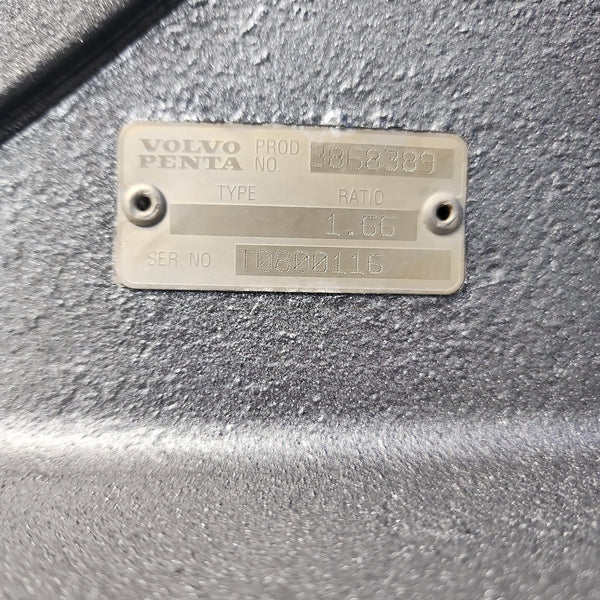 VOLVO PENTA PROD NO. 3868389
TYPE RATIO
1.66
SER. NO. T0800116